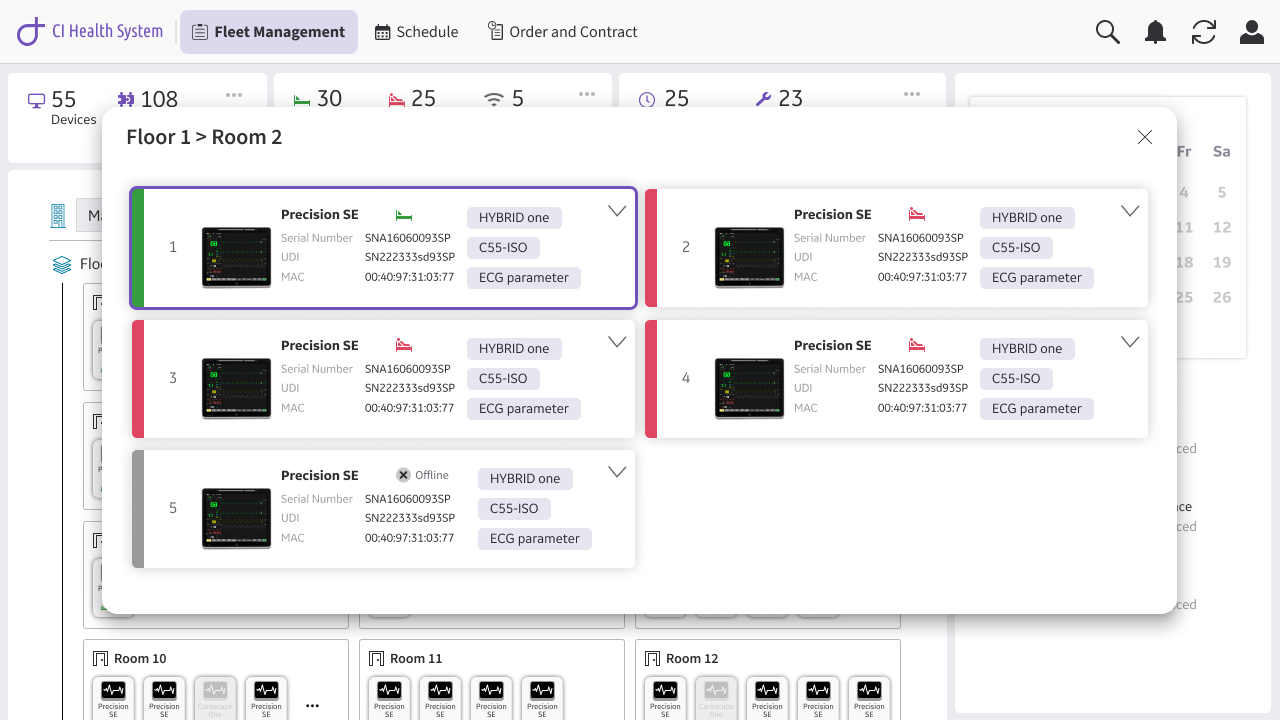 CI Health System
Fleet Management
Schedule
Order and Contract
55
Devices
108
30
25
5
25
23
Floor 1 > Room 2
Fr Sa
4 5
11 12
18 19
25 26
1
Precision SE
Serial Number SNA16060093SP
UDI SN222333sd93SP
MAC 00:40:97:31:03:77
HYBRID one
C55-ISO
ECG parameter
2
Precision SE
Serial Number SNA16060093SP
UDI SN222333sd93SP
MAC 00:40:97:31:03:77
HYBRID one
C55-ISO
ECG parameter
3
Precision SE
Serial Number SNA16060093SP
UDI SN222333sd93SP
MAC 00:40:97:31:03:77
HYBRID one
C55-ISO
ECG parameter
4
Precision SE
Serial Number SNA16060093SP
UDI SN222333sd93SP
MAC 00:40:97:31:03:77
HYBRID one
C55-ISO
ECG parameter
5
Precision SE
Offline
Serial Number SNA16060093SP
UDI SN222333sd93SP
MAC 00:40:97:31:03:77
HYBRID one
C55-ISO
ECG parameter
Room 10
Precision SE
Precision SE
Carescape One
Precision SE
...
Room 11
Precision SE
Precision SE
Precision SE
Precision SE
Room 12
Precision SE
Carescape One
Precision SE
Precision SE
Precision SE